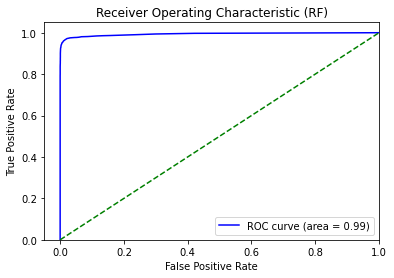 Receiver Operating Characteristic (RF)
True Positive Rate
1.0
0.8
0.6
0.4
0.2
0.0
ROC curve (area = 0.99)
0.0 0.2 0.4 0.6 0.8 1.0
False Positive Rate